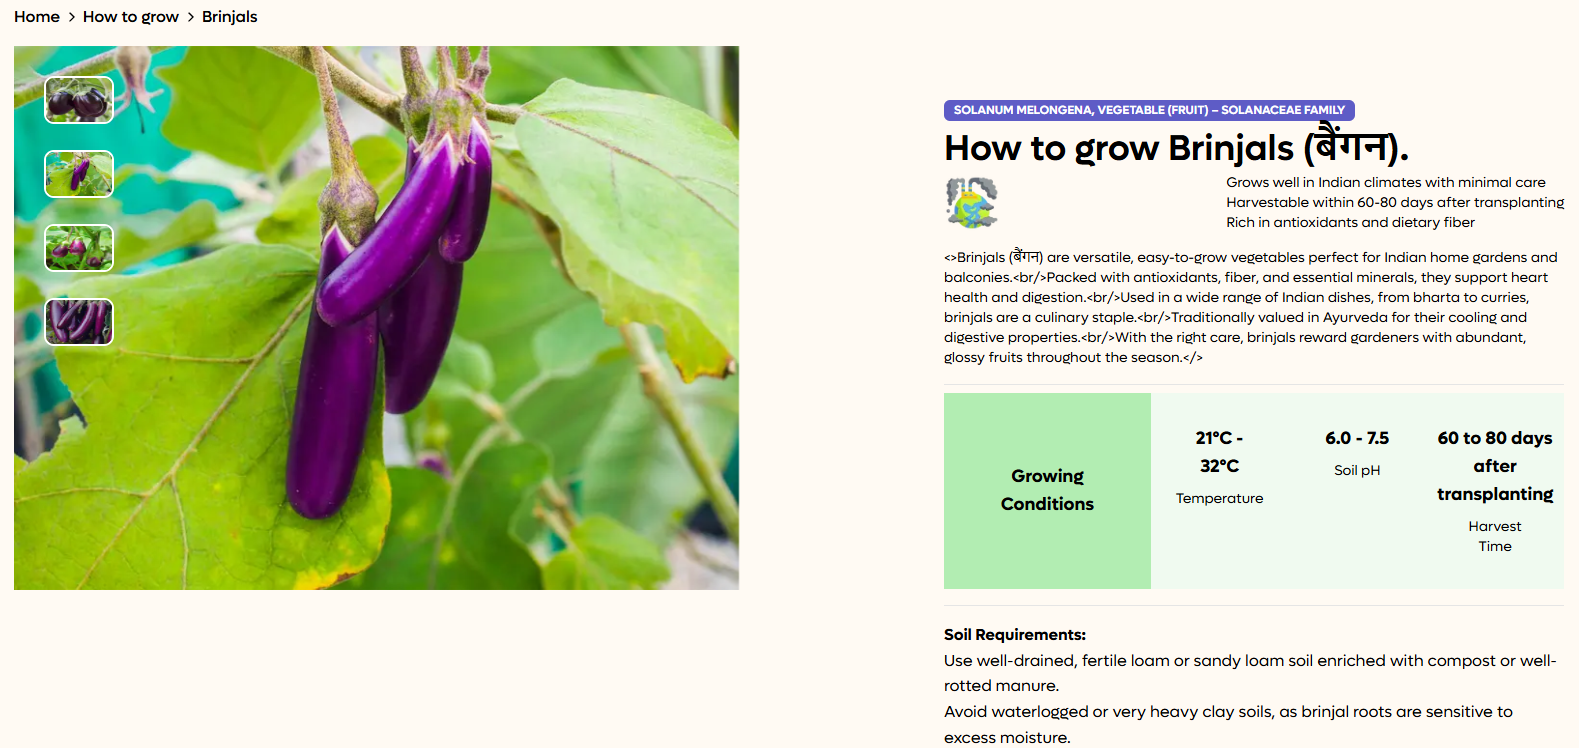 Home > How to grow > Brinjals
SOLANUM MELONGENA, VEGETABLE (FRUIT) – SOLANACEAE FAMILY
How to grow Brinjals (बैंगन).
Grows well in Indian climates with minimal care
Harvestable within 60-80 days after transplanting
Rich in antioxidants and dietary fiber
<>Brinjals (बैंगन) are versatile, easy-to-grow vegetables perfect for Indian home gardens and
balconies.<br/>Packed with antioxidants, fiber, and essential minerals, they support heart
health and digestion.<br/>Used in a wide range of Indian dishes, from bharta to curries,
brinjals are a culinary staple.<br/>Traditionally valued in Ayurveda for their cooling and
digestive properties.<br/>With the right care, brinjals reward gardeners with abundant,
glossy fruits throughout the season.</>
Growing
Conditions
21°C -
32°C
Temperature
6.0 - 7.5
Soil pH
60 to 80 days
after
transplanting
Harvest
Time
Soil Requirements:
Use well-drained, fertile loam or sandy loam soil enriched with compost or well-
rotted manure.
Avoid waterlogged or very heavy clay soils, as brinjal roots are sensitive to
excess moisture.